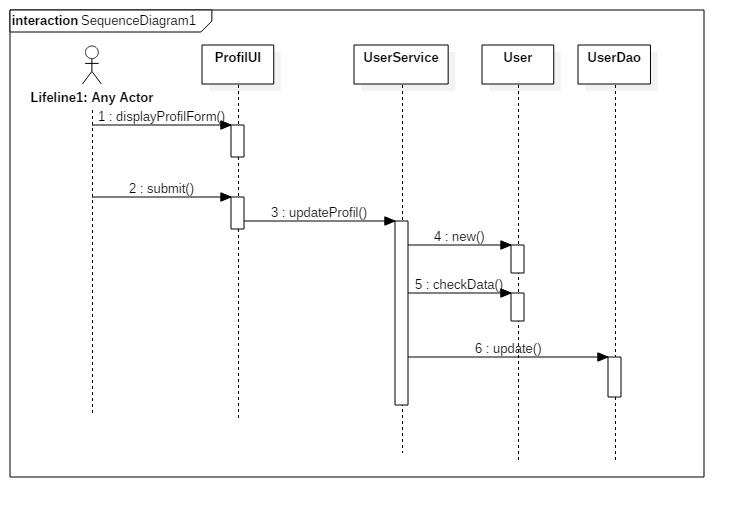 interaction SequenceDiagram1
ProfilUI
UserService
User
UserDao
Lifeline1: Any Actor
1 : displayProfilForm()
2 : submit()
3 : updateProfil()
4 : new()
5 : checkData()
6 : update()